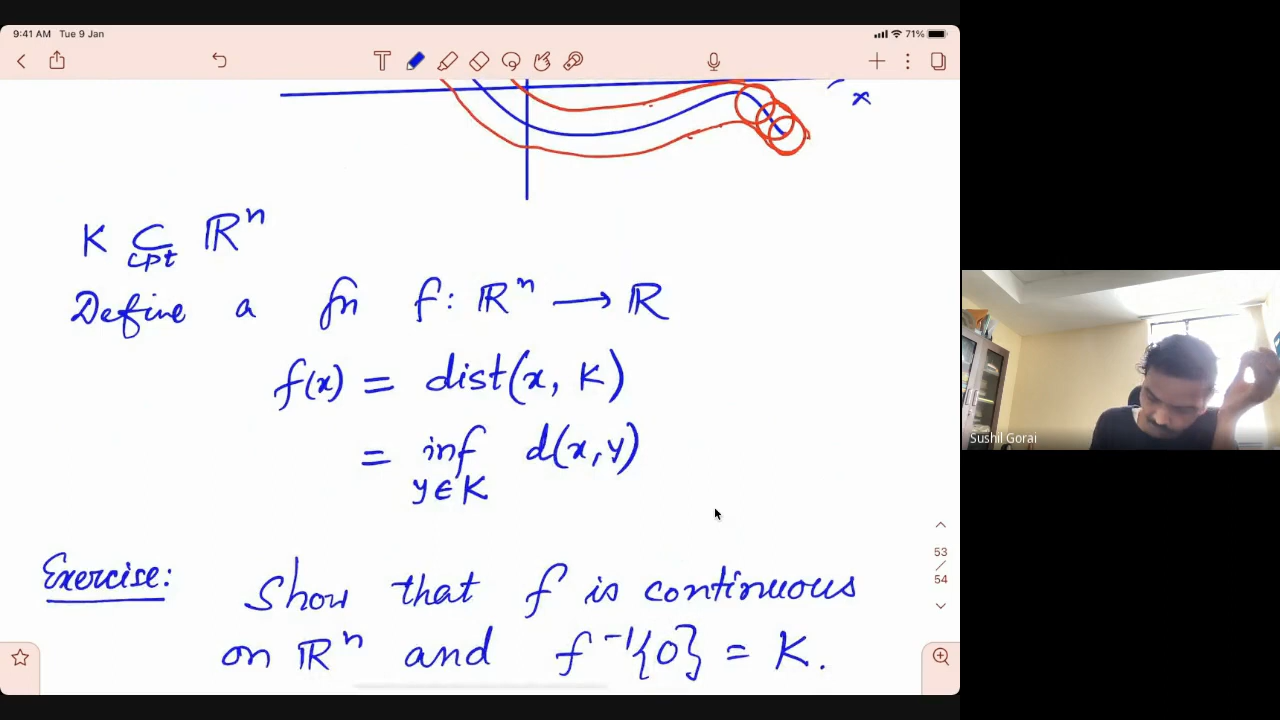 9:41 AM Tue 9 Jan
71%
x
K ⊂ ℝⁿ
cpt
Define a fn f: ℝⁿ → ℝ
f(x) = dist(x, K)
= inf d(x,y)
y∈K
Sushil Gorai
53
/
54
Exercise: Show that f is continuous
on ℝⁿ and f⁻¹{0} = K.